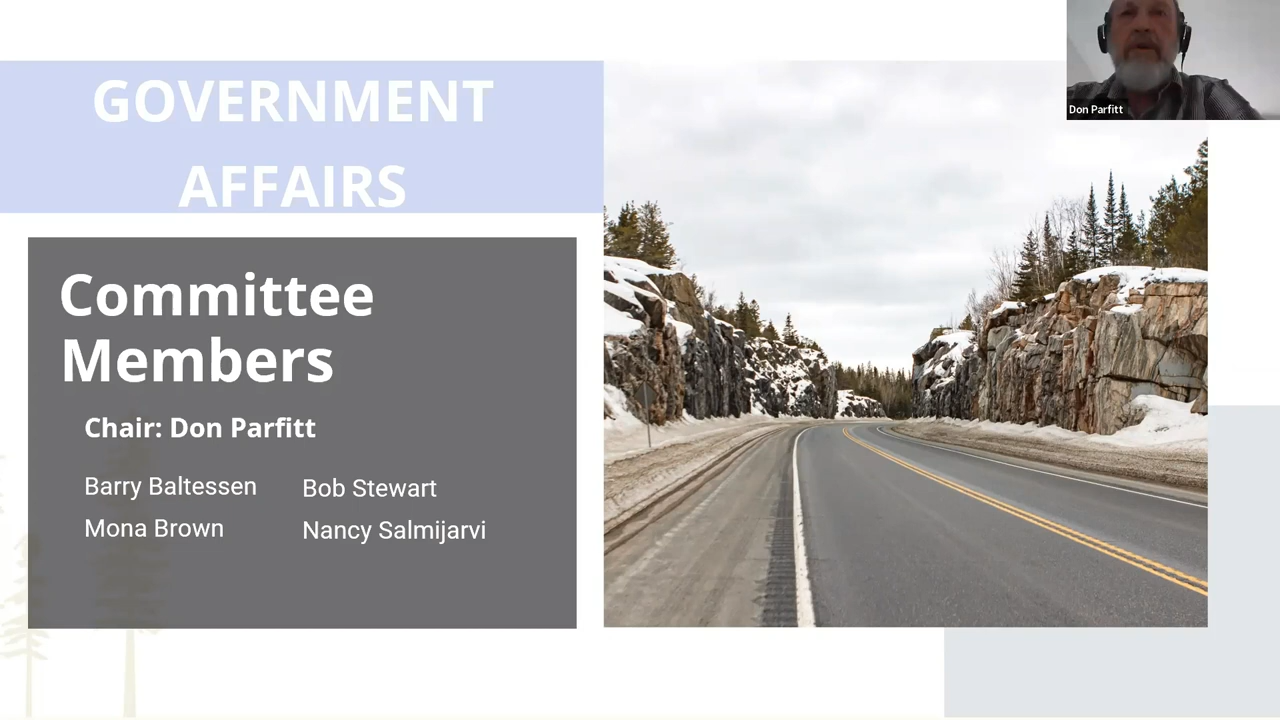 GOVERNMENT
AFFAIRS
Committee
Members
Chair: Don Parfitt
Barry Baltessen
Bob Stewart
Mona Brown
Nancy Salmijarvi
Don Parfitt